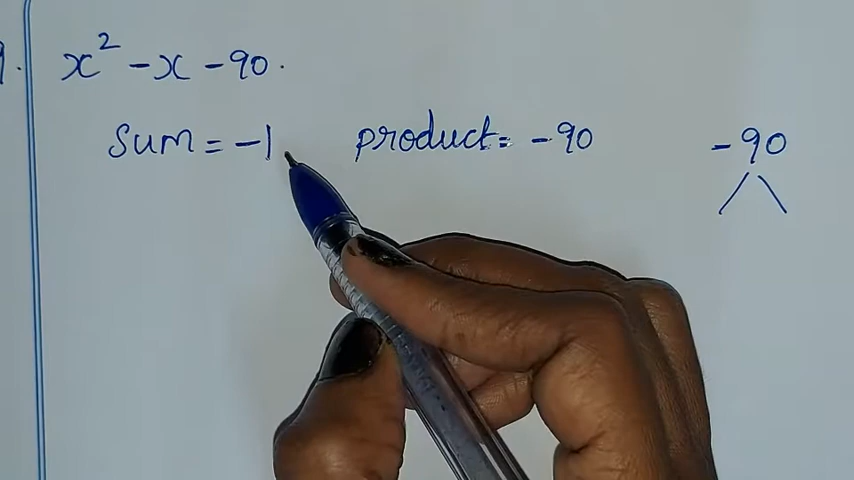 x² - x - 90.
Sum = -1 product = -90 -90